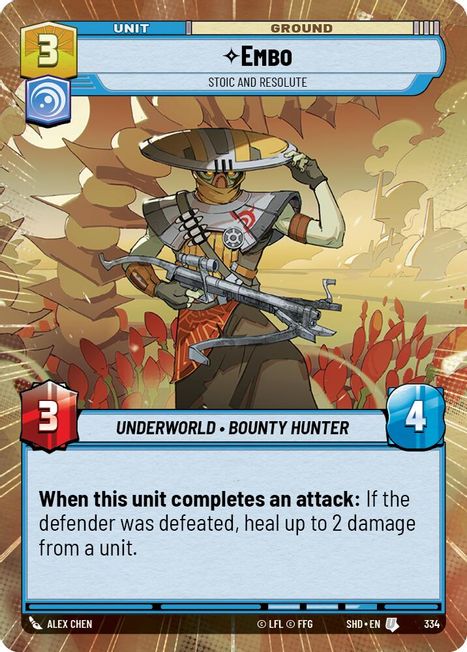 UNIT
GROUND
3
✧EMBO
STOIC AND RESOLUTE
3
UNDERWORLD • BOUNTY HUNTER
4
When this unit completes an attack: If the
defender was defeated, heal up to 2 damage
from a unit.
ALEX CHEN
© LFL © FFG
SHD • EN
U
334